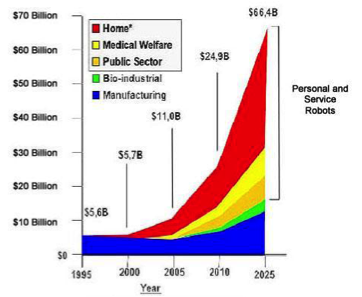 $70 Billion
$60 Billion
$50 Billion
$40 Billion
$30 Billion
$20 Billion
$10 Billion
$0
Home*
Medical Welfare
Public Sector
Bio-industrial
Manufacturing
$5,6B
$5,7B
$11,0B
$24,9B
$66,4B
Personal and
Service
Robots
1995 2000 2005 2010 2025
Year